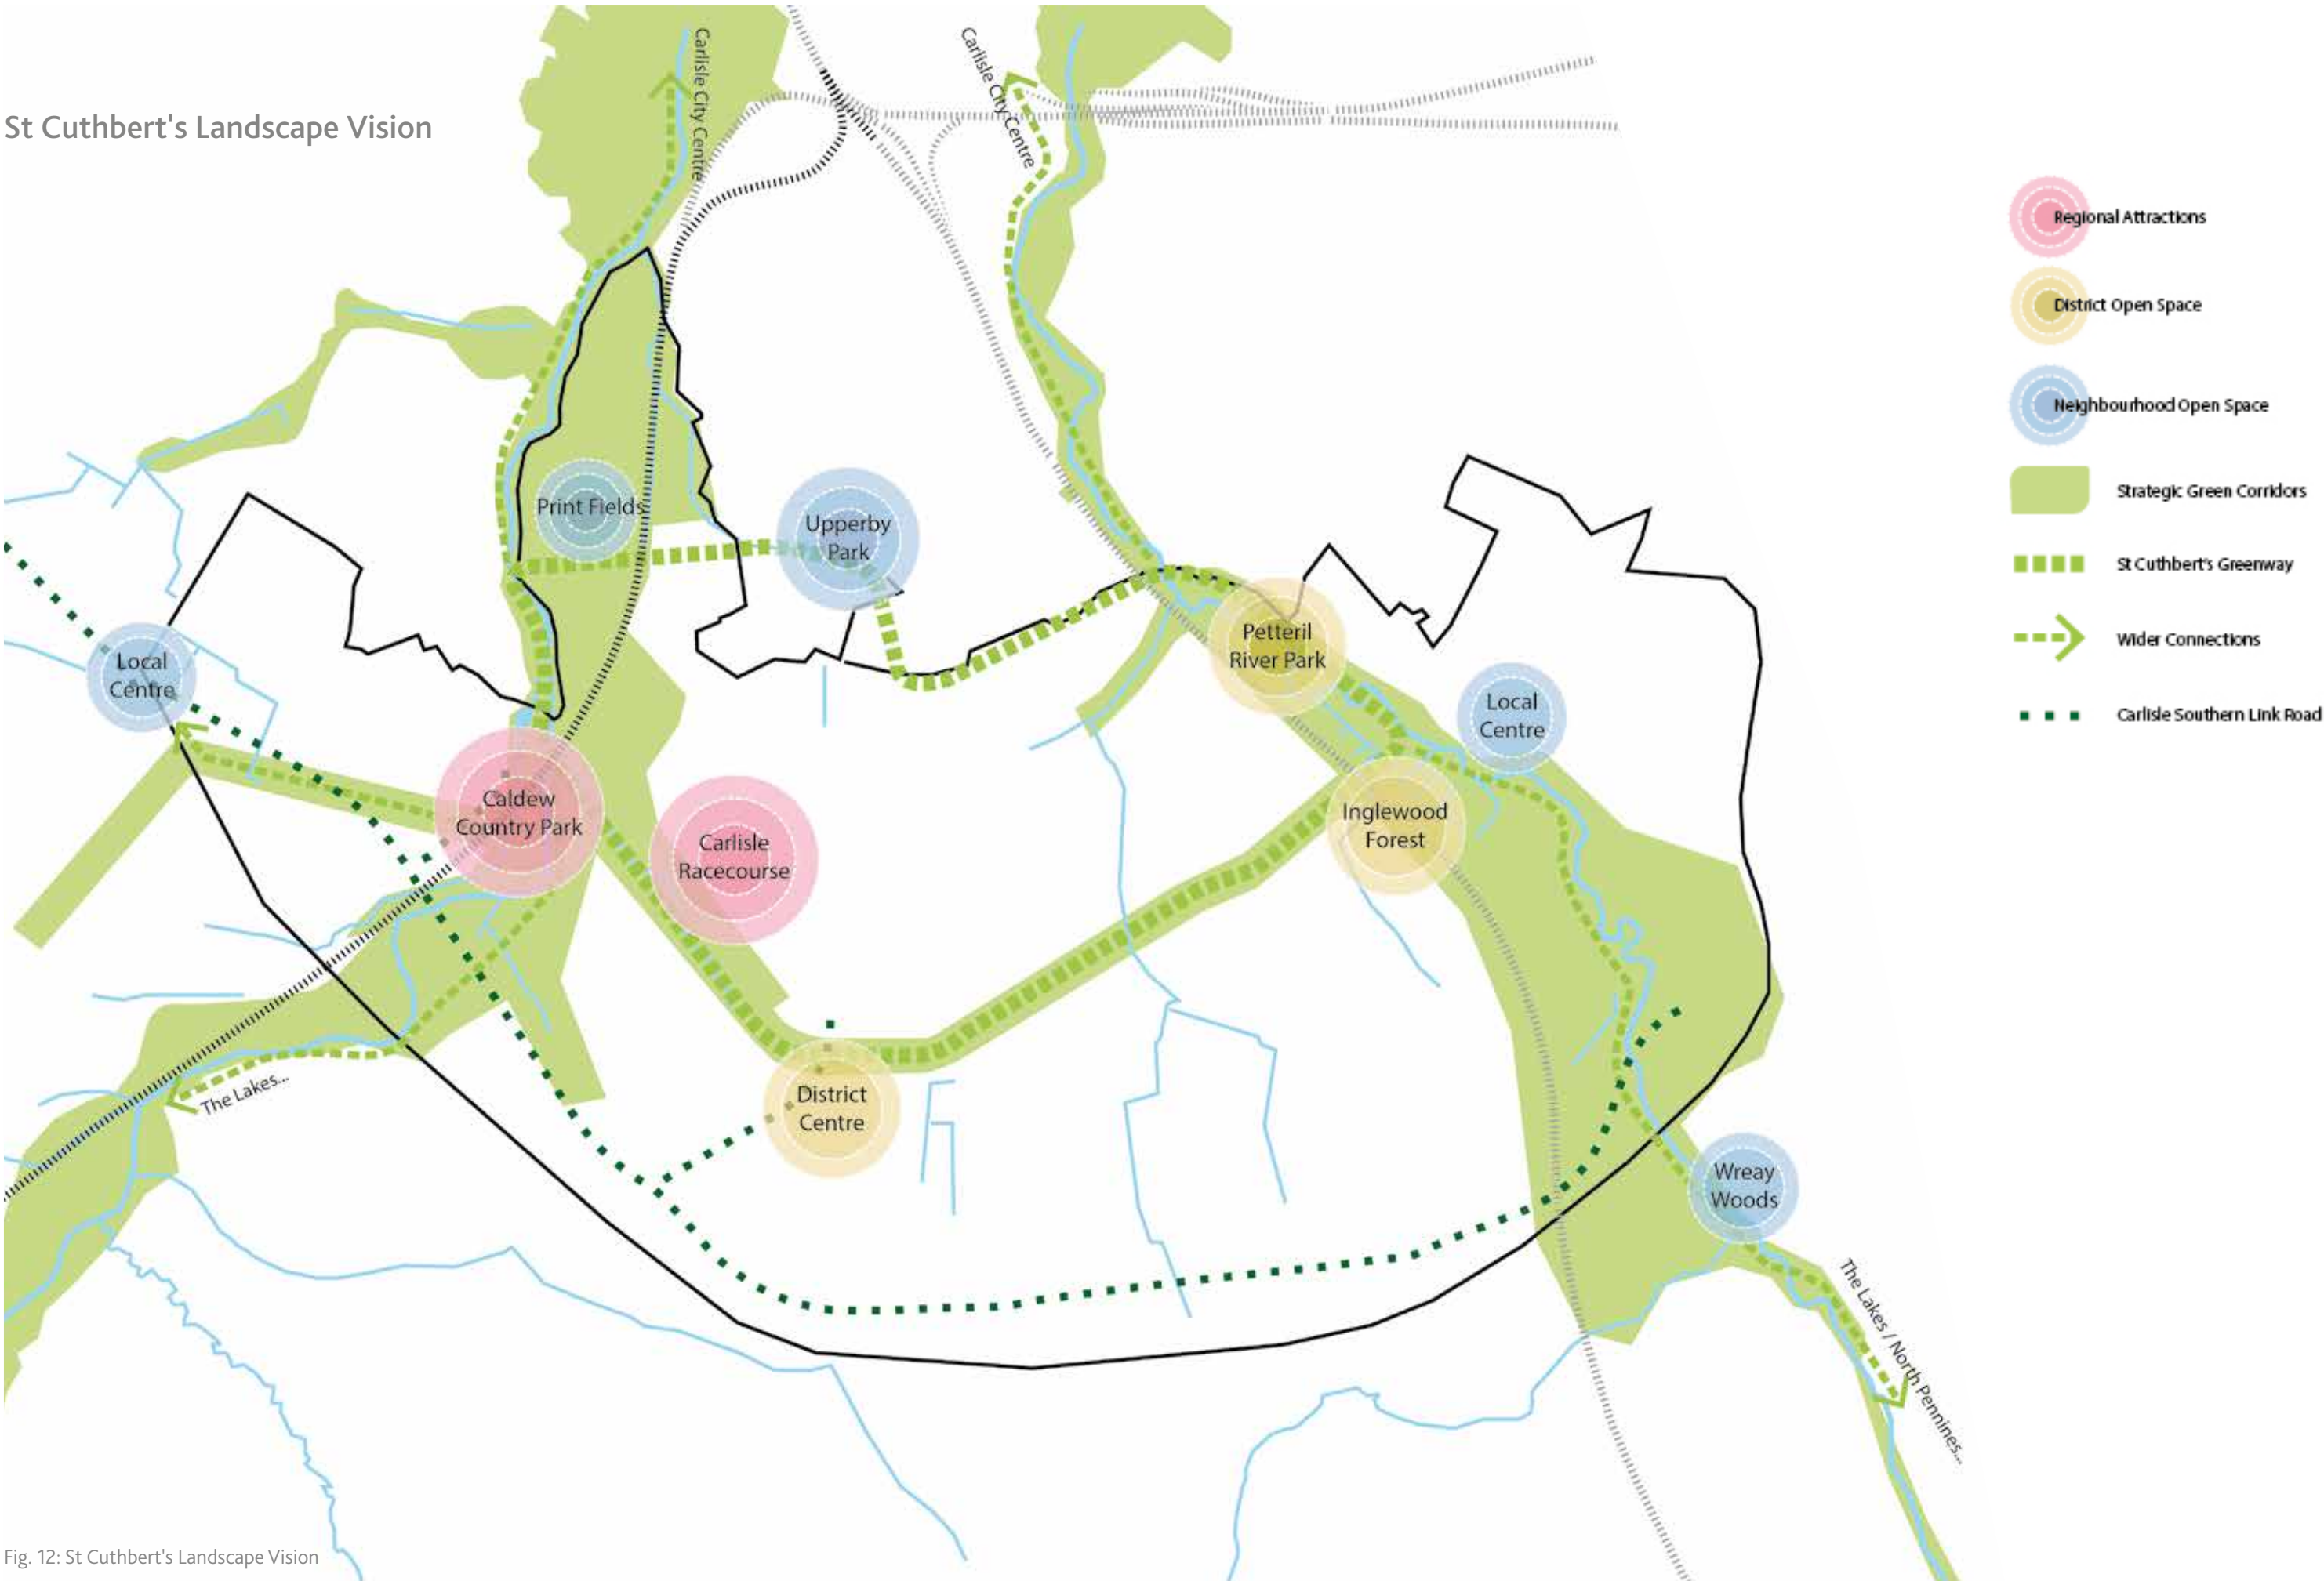 St Cuthbert's Landscape Vision
Carlisle City Centre
Carlisle City Centre
Print Fields
Upperby
Park
Petteril
River Park
Local
Centre
Local
Centre
Caldew
Country Park
Carlisle
Racecourse
Inglewood
Forest
District
Centre
The Lakes...
Wreay
Woods
The Lakes / North Pennines...
Regional Attractions
District Open Space
Neighbourhood Open Space
Strategic Green Corridors
St Cuthbert's Greenway
Wider Connections
Carlisle Southern Link Road
Fig. 12: St Cuthbert's Landscape Vision